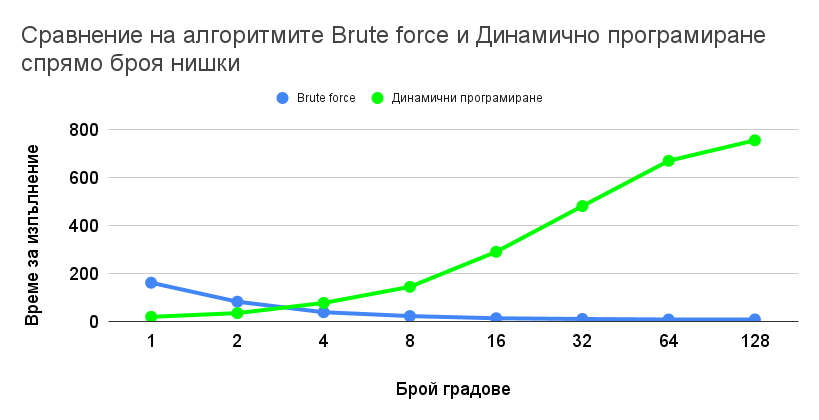 Сравнение на алгоритмите Brute force и Динамично програмиране
спрямо броя нишки
Brute force Динамични програмиране
Време за изпълнение
800
600
400
200
0
1 2 4 8 16 32 64 128
Брой градове